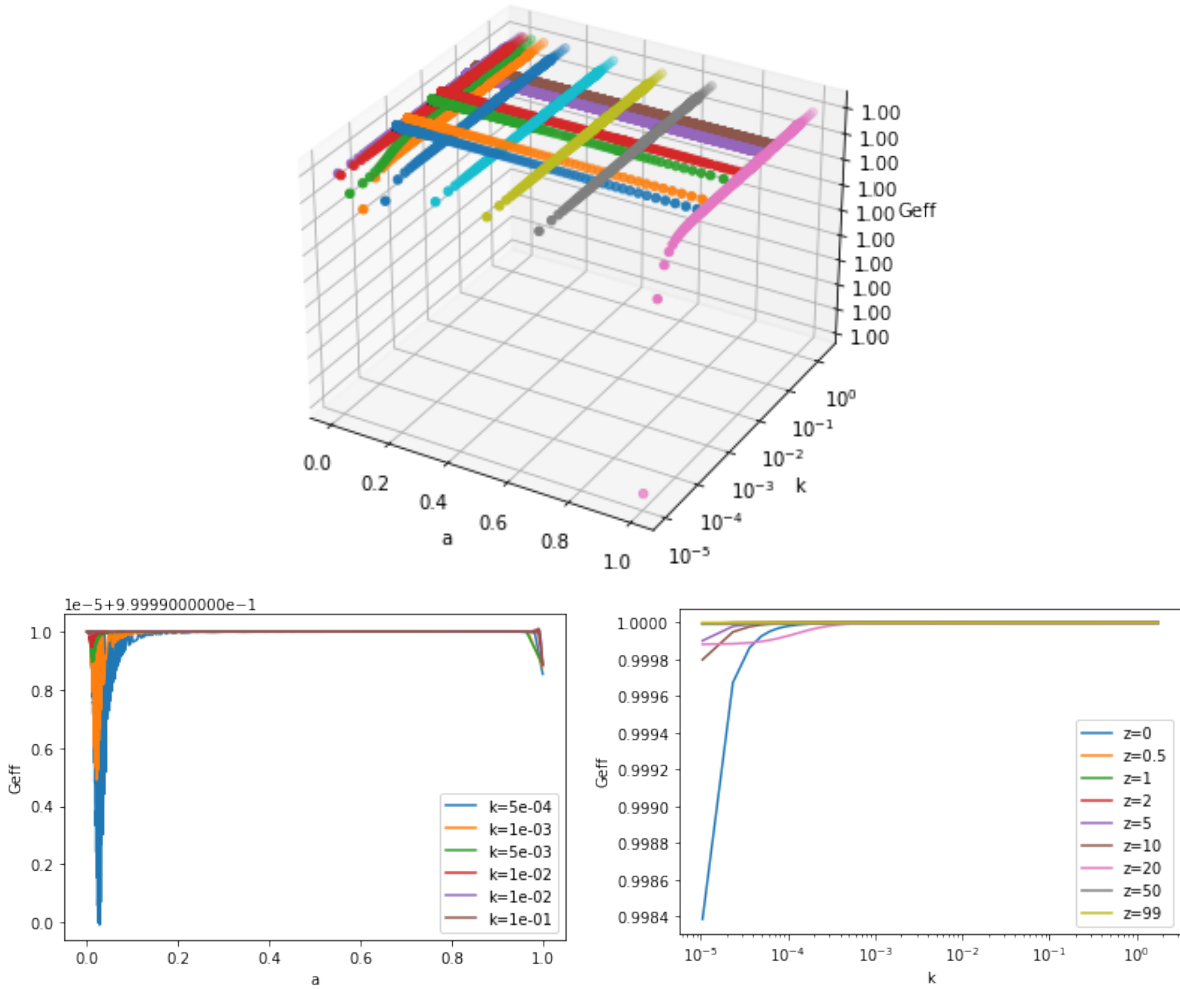 1.00
1.00
1.00
1.00
1.00
Geff
1.00
1.00
1.00
1.00
1.00
10⁰
10⁻¹
10⁻²
10⁻³
10⁻⁴
10⁻⁵
k
0.0
0.2
0.4
0.6
0.8
1.0
a
1e−5+9.9999000000e−1
1.0
0.8
0.6
0.4
0.2
0.0
Geff
k=5e-04
k=1e-03
k=5e-03
k=1e-02
k=1e-02
k=1e-01
0.0 0.2 0.4 0.6 0.8 1.0
a
1.0000
0.9998
0.9996
0.9994
0.9992
0.9990
0.9988
0.9986
0.9984
Geff
z=0
z=0.5
z=1
z=2
z=5
z=10
z=20
z=50
z=99
10⁻⁵ 10⁻⁴ 10⁻³ 10⁻² 10⁻¹ 10⁰
k